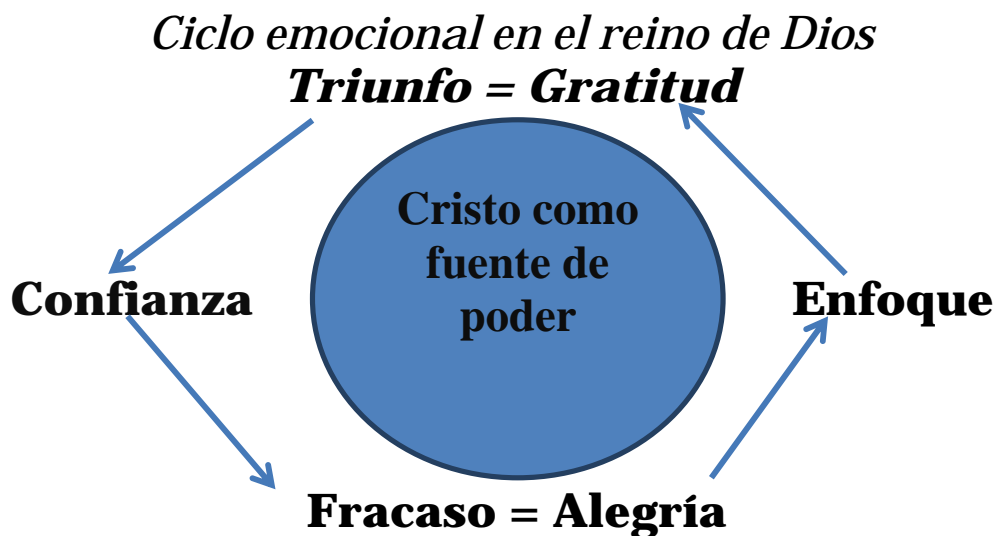 Ciclo emocional en el reino de Dios
Triunfo = Gratitud
Cristo como
fuente de
poder
Confianza
Enfoque
Fracaso = Alegría